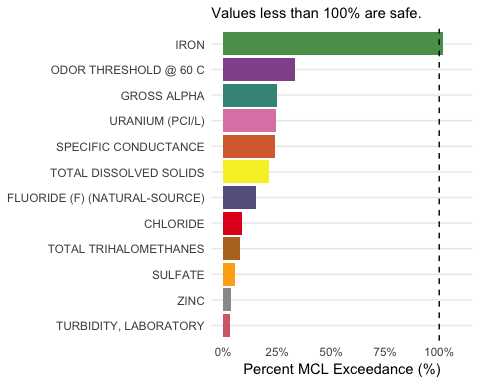 Values less than 100% are safe.
IRON
ODOR THRESHOLD @ 60 C
GROSS ALPHA
URANIUM (PCI/L)
SPECIFIC CONDUCTANCE
TOTAL DISSOLVED SOLIDS
FLUORIDE (F) (NATURAL-SOURCE)
CHLORIDE
TOTAL TRIHALOMETHANES
SULFATE
ZINC
TURBIDITY, LABORATORY
0% 25% 50% 75% 100%
Percent MCL Exceedance (%)